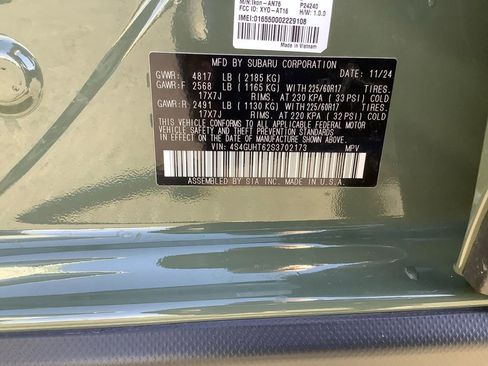 M/N:Ikon-AN76 P24240
FCC ID: XYO-AT16 H/W: 1.0.0
IMEI:016550002229108
Made in Vietnam
MFD BY SUBARU CORPORATION 11/24
GVWR: 4817 LB (2185 KG)
GAWR:F 2568 LB (1165 KG) WITH 225/60R17 TIRES.
17X7J RIMS. AT 230 KPA (33 PSI) COLD
GAWR:R 2491 LB (1130 KG) WITH 225/60R17 TIRES.
17X7J RIMS. AT 220 KPA (32 PSI) COLD
THIS VEHICLE CONFORMS TO ALL APPLICABLE FEDERAL MOTOR
VEHICLE SAFETY AND BUMPER STANDARDS IN EFFECT ON THE
DATE OF MANUFACTURE SHOWN ABOVE.
VIN: 4S4GUHT62S3702173 MPV
ASSEMBLED BY SIA INC. MADE IN U.S.A.